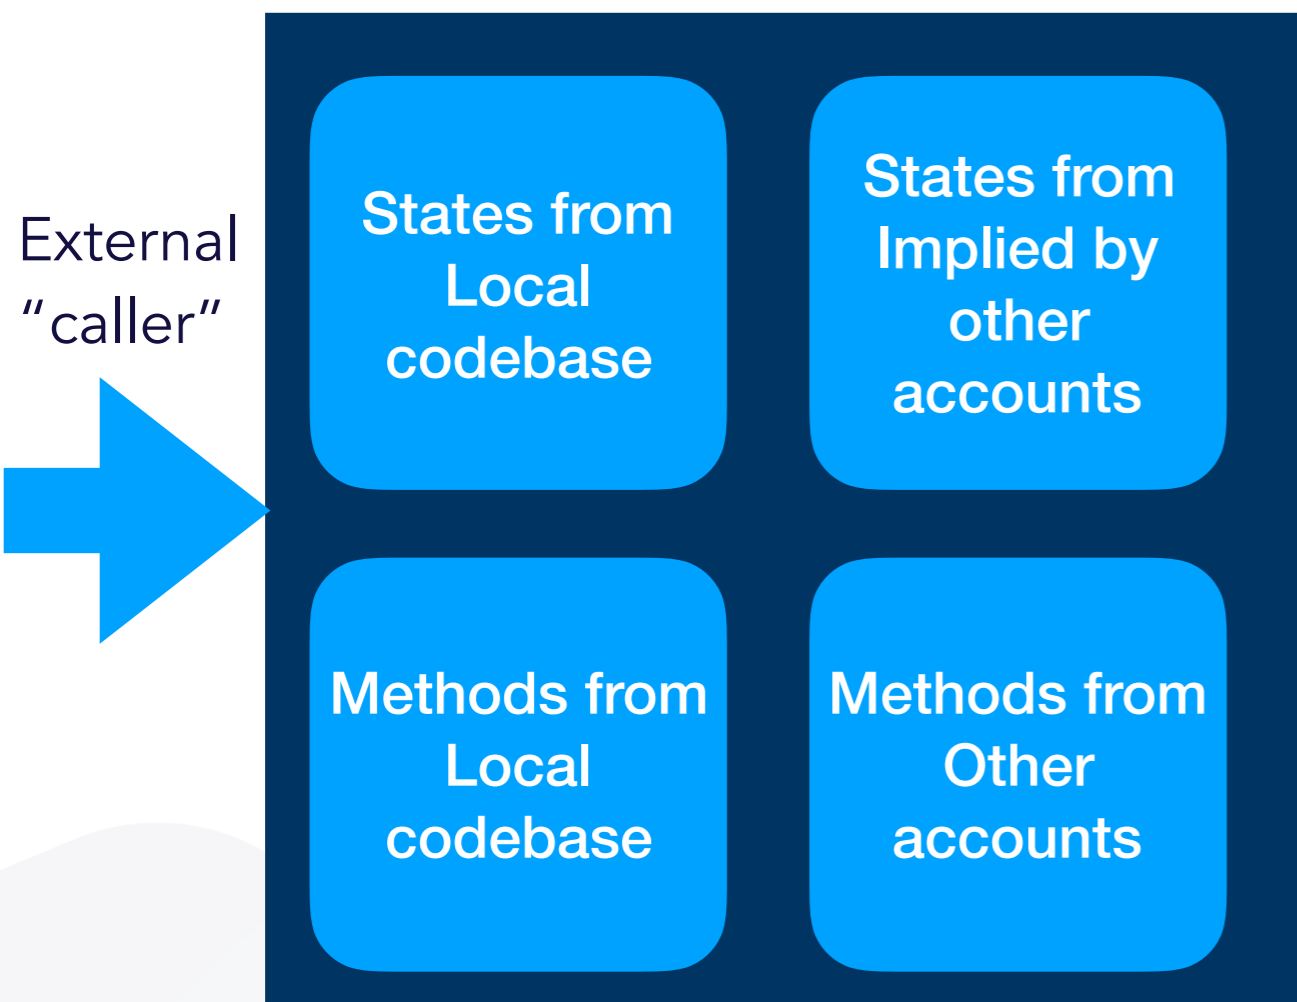 External
“caller”
States from
Local
codebase
States from
Implied by
other
accounts
Methods from
Local
codebase
Methods from
Other
accounts